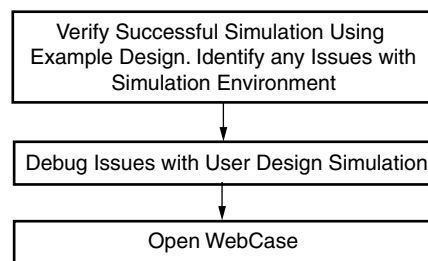 Verify Successful Simulation Using
Example Design. Identify any Issues with
Simulation Environment
Debug Issues with User Design Simulation
Open WebCase